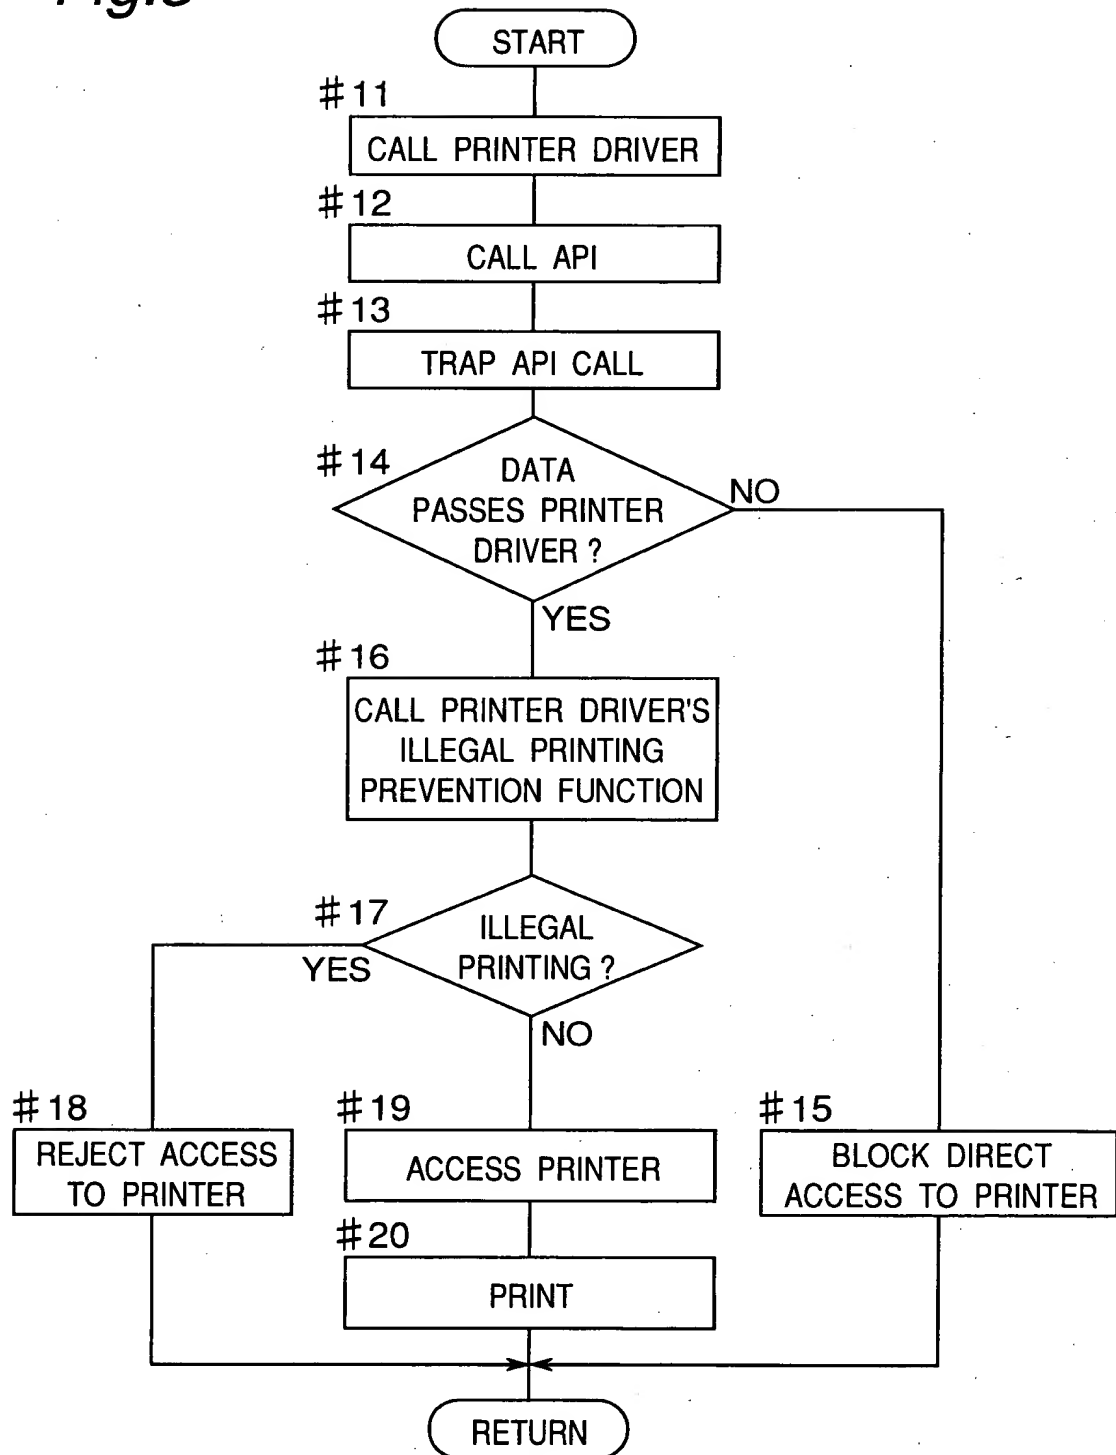 START
#11
CALL PRINTER DRIVER
#12
CALL API
#13
TRAP API CALL
#14
DATA
PASSES PRINTER
DRIVER ?
NO
YES
#16
CALL PRINTER DRIVER'S
ILLEGAL PRINTING
PREVENTION FUNCTION
#17
ILLEGAL
PRINTING ?
YES
NO
#18
REJECT ACCESS
TO PRINTER
#19
ACCESS PRINTER
#15
BLOCK DIRECT
ACCESS TO PRINTER
#20
PRINT
RETURN